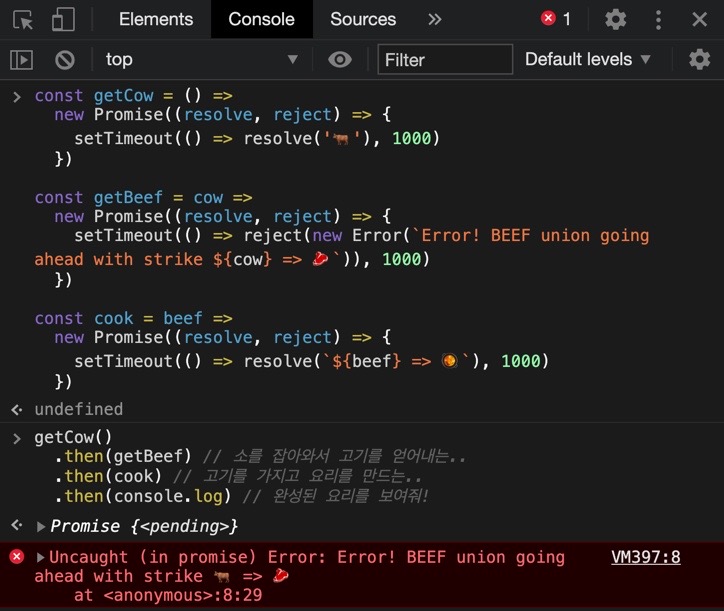 Elements Console Sources » 1
top Filter Default levels
> const getCow = () =>
new Promise((resolve, reject) => {
setTimeout(() => resolve('🐂'), 1000)
})
const getBeef = cow =>
new Promise((resolve, reject) => {
setTimeout(() => reject(new Error(`Error! BEEF union going
ahead with strike ${cow} => 🥩`)), 1000)
})
const cook = beef =>
new Promise((resolve, reject) => {
setTimeout(() => resolve(`${beef} => 🥘`), 1000)
})
undefined
> getCow()
.then(getBeef) // 소를 잡아와서 고기를 얻어내는..
.then(cook) // 고기를 가지고 요리를 만드는..
.then(console.log) // 완성된 요리를 보여줘!
Promise {<pending>}
Uncaught (in promise) Error: Error! BEEF union going VM397:8
ahead with strike 🐂 => 🥩
at <anonymous>:8:29